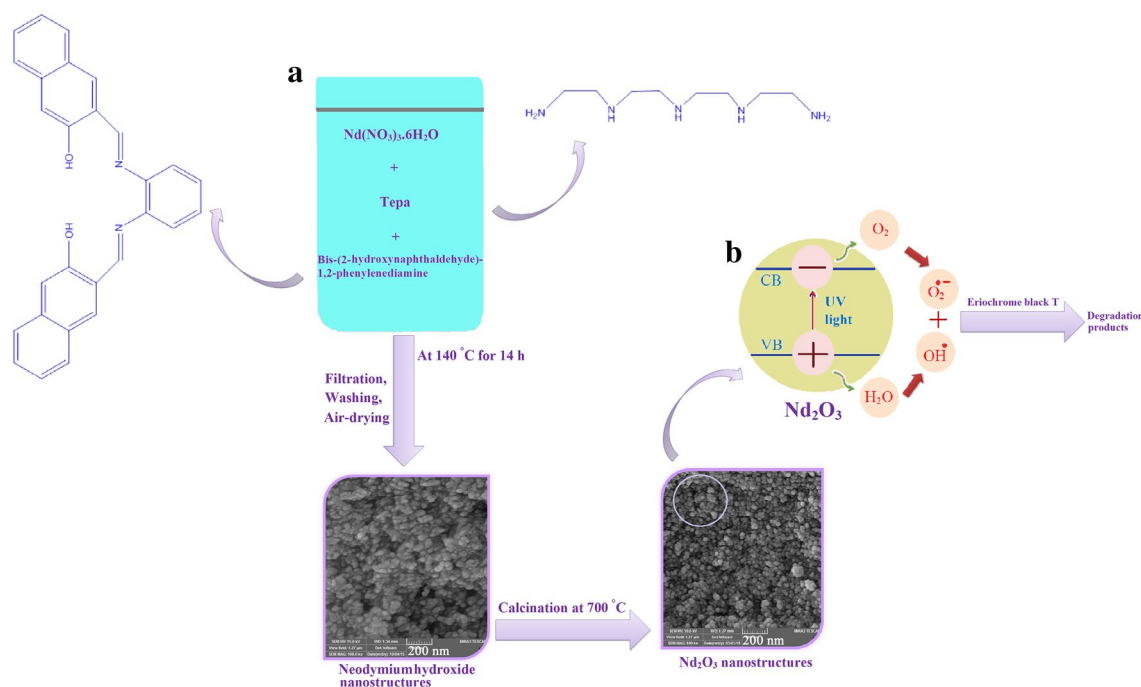 a
Nd(NO₃)₃.6H₂O
+
Tepa
+
Bis-(2-hydroxynaphthaldehyde)-
1,2-phenylenediamine
OH
N
N
OH
H₂N
N
H
N
H
N
H
NH₂
At 140 °C for 14 h
Filtration,
Washing,
Air-drying
200 nm
Neodymium hydroxide
nanostructures
Calcination at 700 °C
200 nm
Nd₂O₃ nanostructures
b
CB
UV
light
VB
Nd₂O₃
O₂
O₂•−
+
OH•
H₂O
Eriochrome black T
Degradation
products